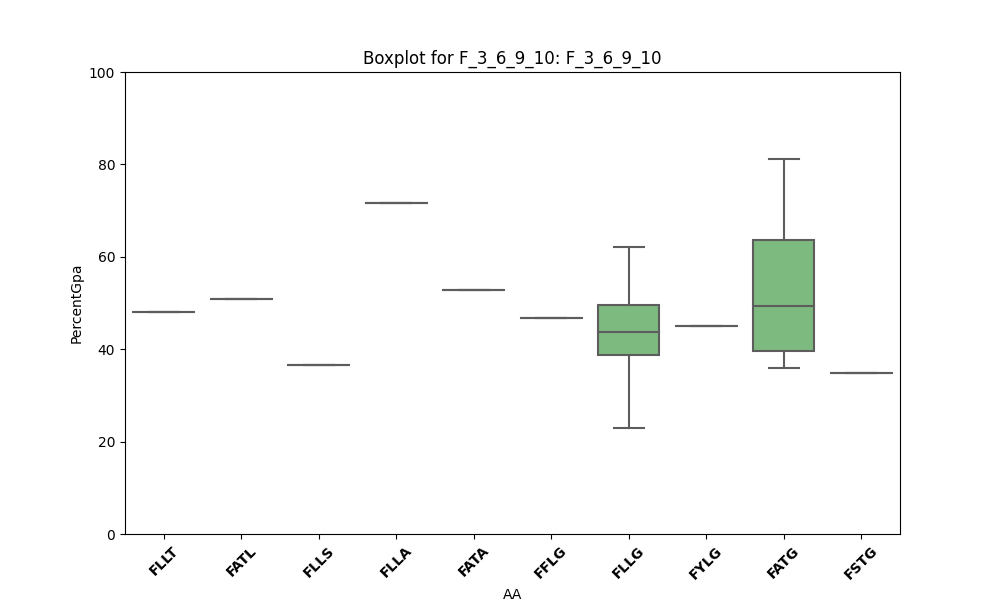 Boxplot for F_3_6_9_10: F_3_6_9_10
PercentGpa
100
80
60
40
20
0
FLLT FATL FLLS FLLA FATA FFLG FLLG FYLG FATG FSTG
AA